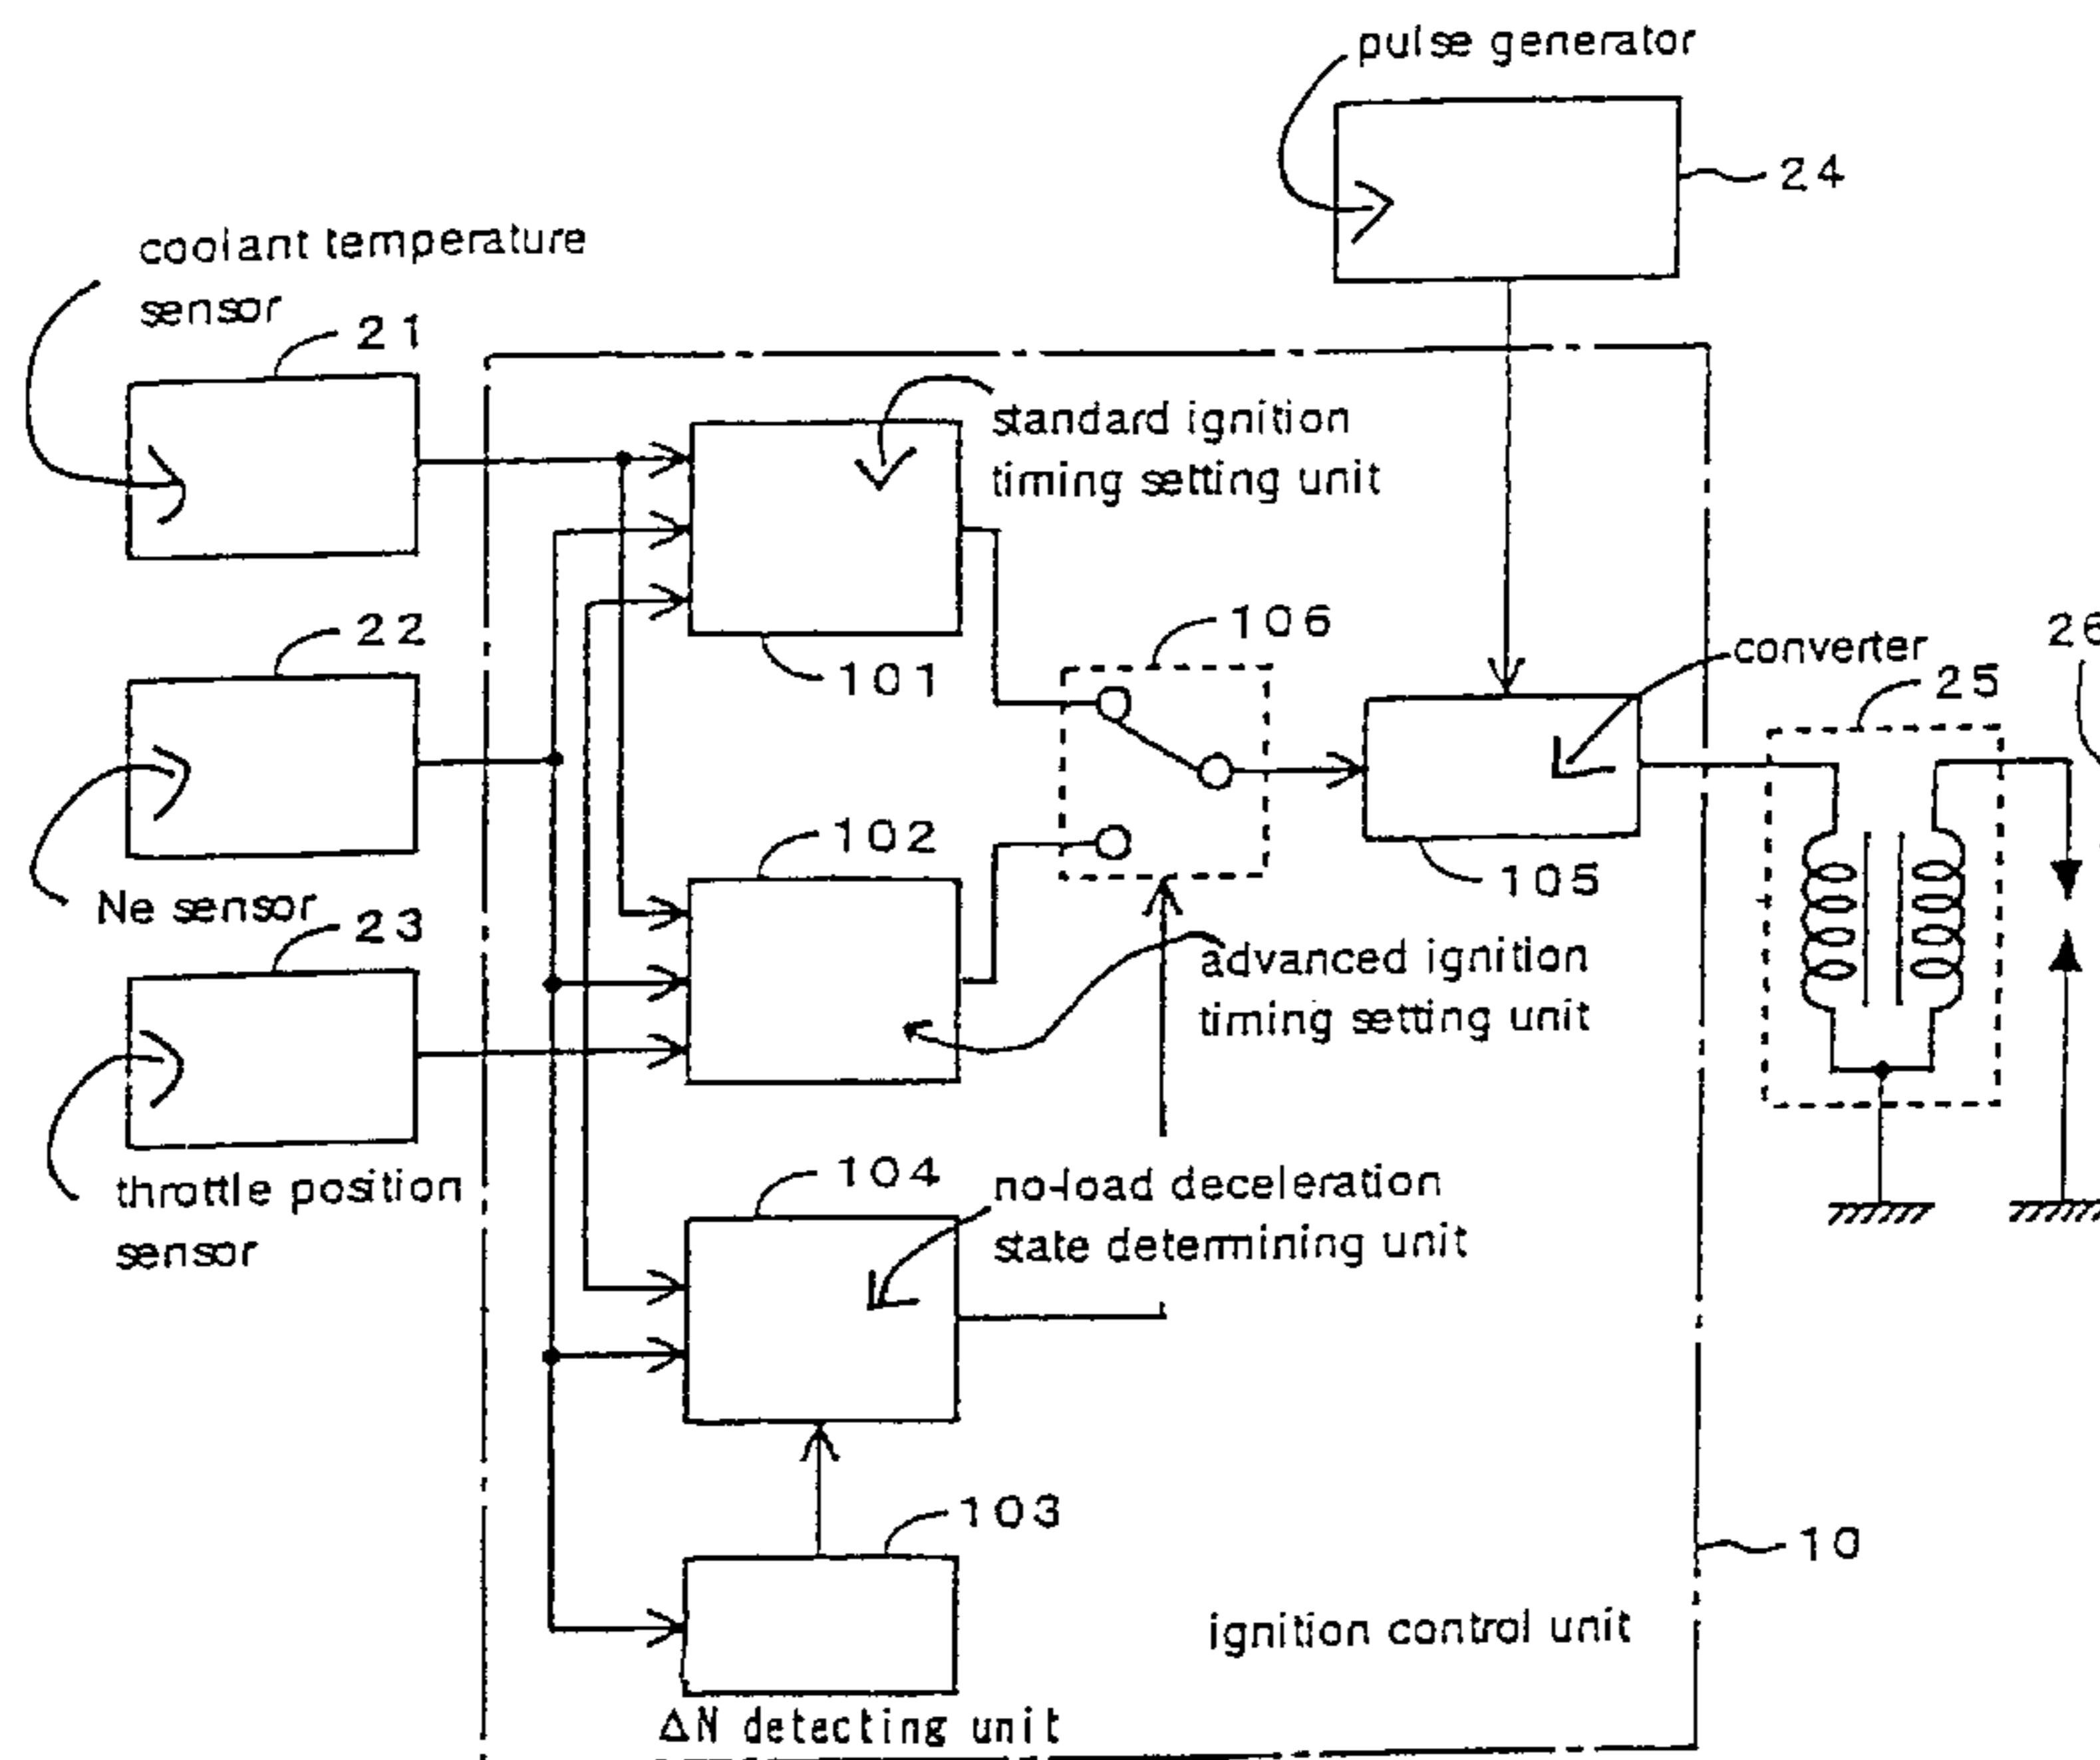 pulse generator
24
coolant temperature
sensor
21
standard ignition
timing setting unit
22
101
106
converter
26
25
Ne sensor
23
102
105
advanced ignition
timing setting unit
throttle position
sensor
104
no-load deceleration
state determining unit
103
10
ignition control unit
ΔN detecting unit